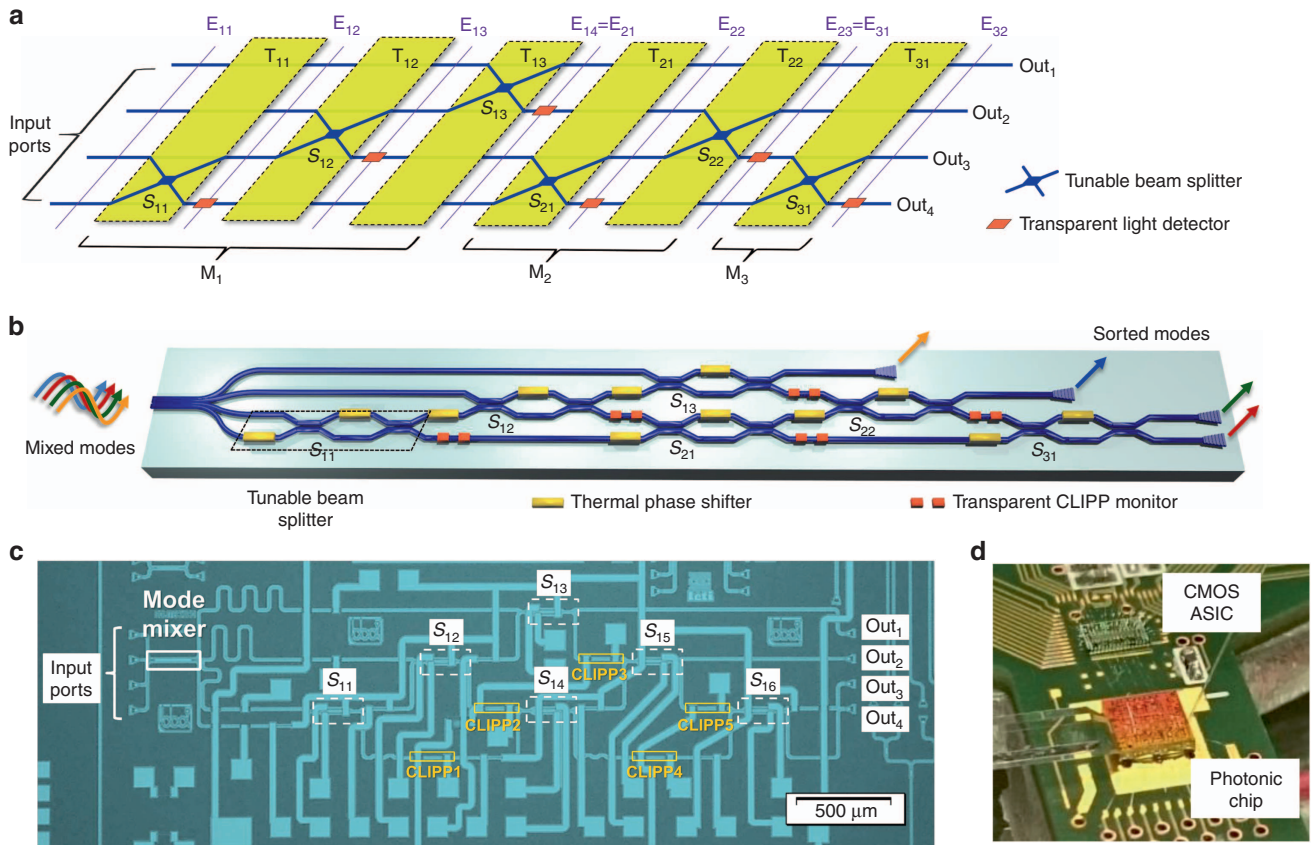 a
E11 E12 E13 E14=E21 E22 E23=E31 E32
T11 T12 T13 T21 T22 T31
Out1
S13
Out2
Input
ports
S12
S22
Out3
S11
S21
S31
Out4
Tunable beam splitter
Transparent light detector
M1 M2 M3
b
Sorted modes
Mixed modes
S11
S12
S13
S21
S22
S31
Tunable beam
splitter
Thermal phase shifter
Transparent CLIPP monitor
c
Mode
mixer
Input
ports
S13
S12
S15
S11
S14
S16
CLIPP3
CLIPP2
CLIPP5
CLIPP1
CLIPP4
Out1
Out2
Out3
Out4
500 μm
d
CMOS
ASIC
Photonic
chip